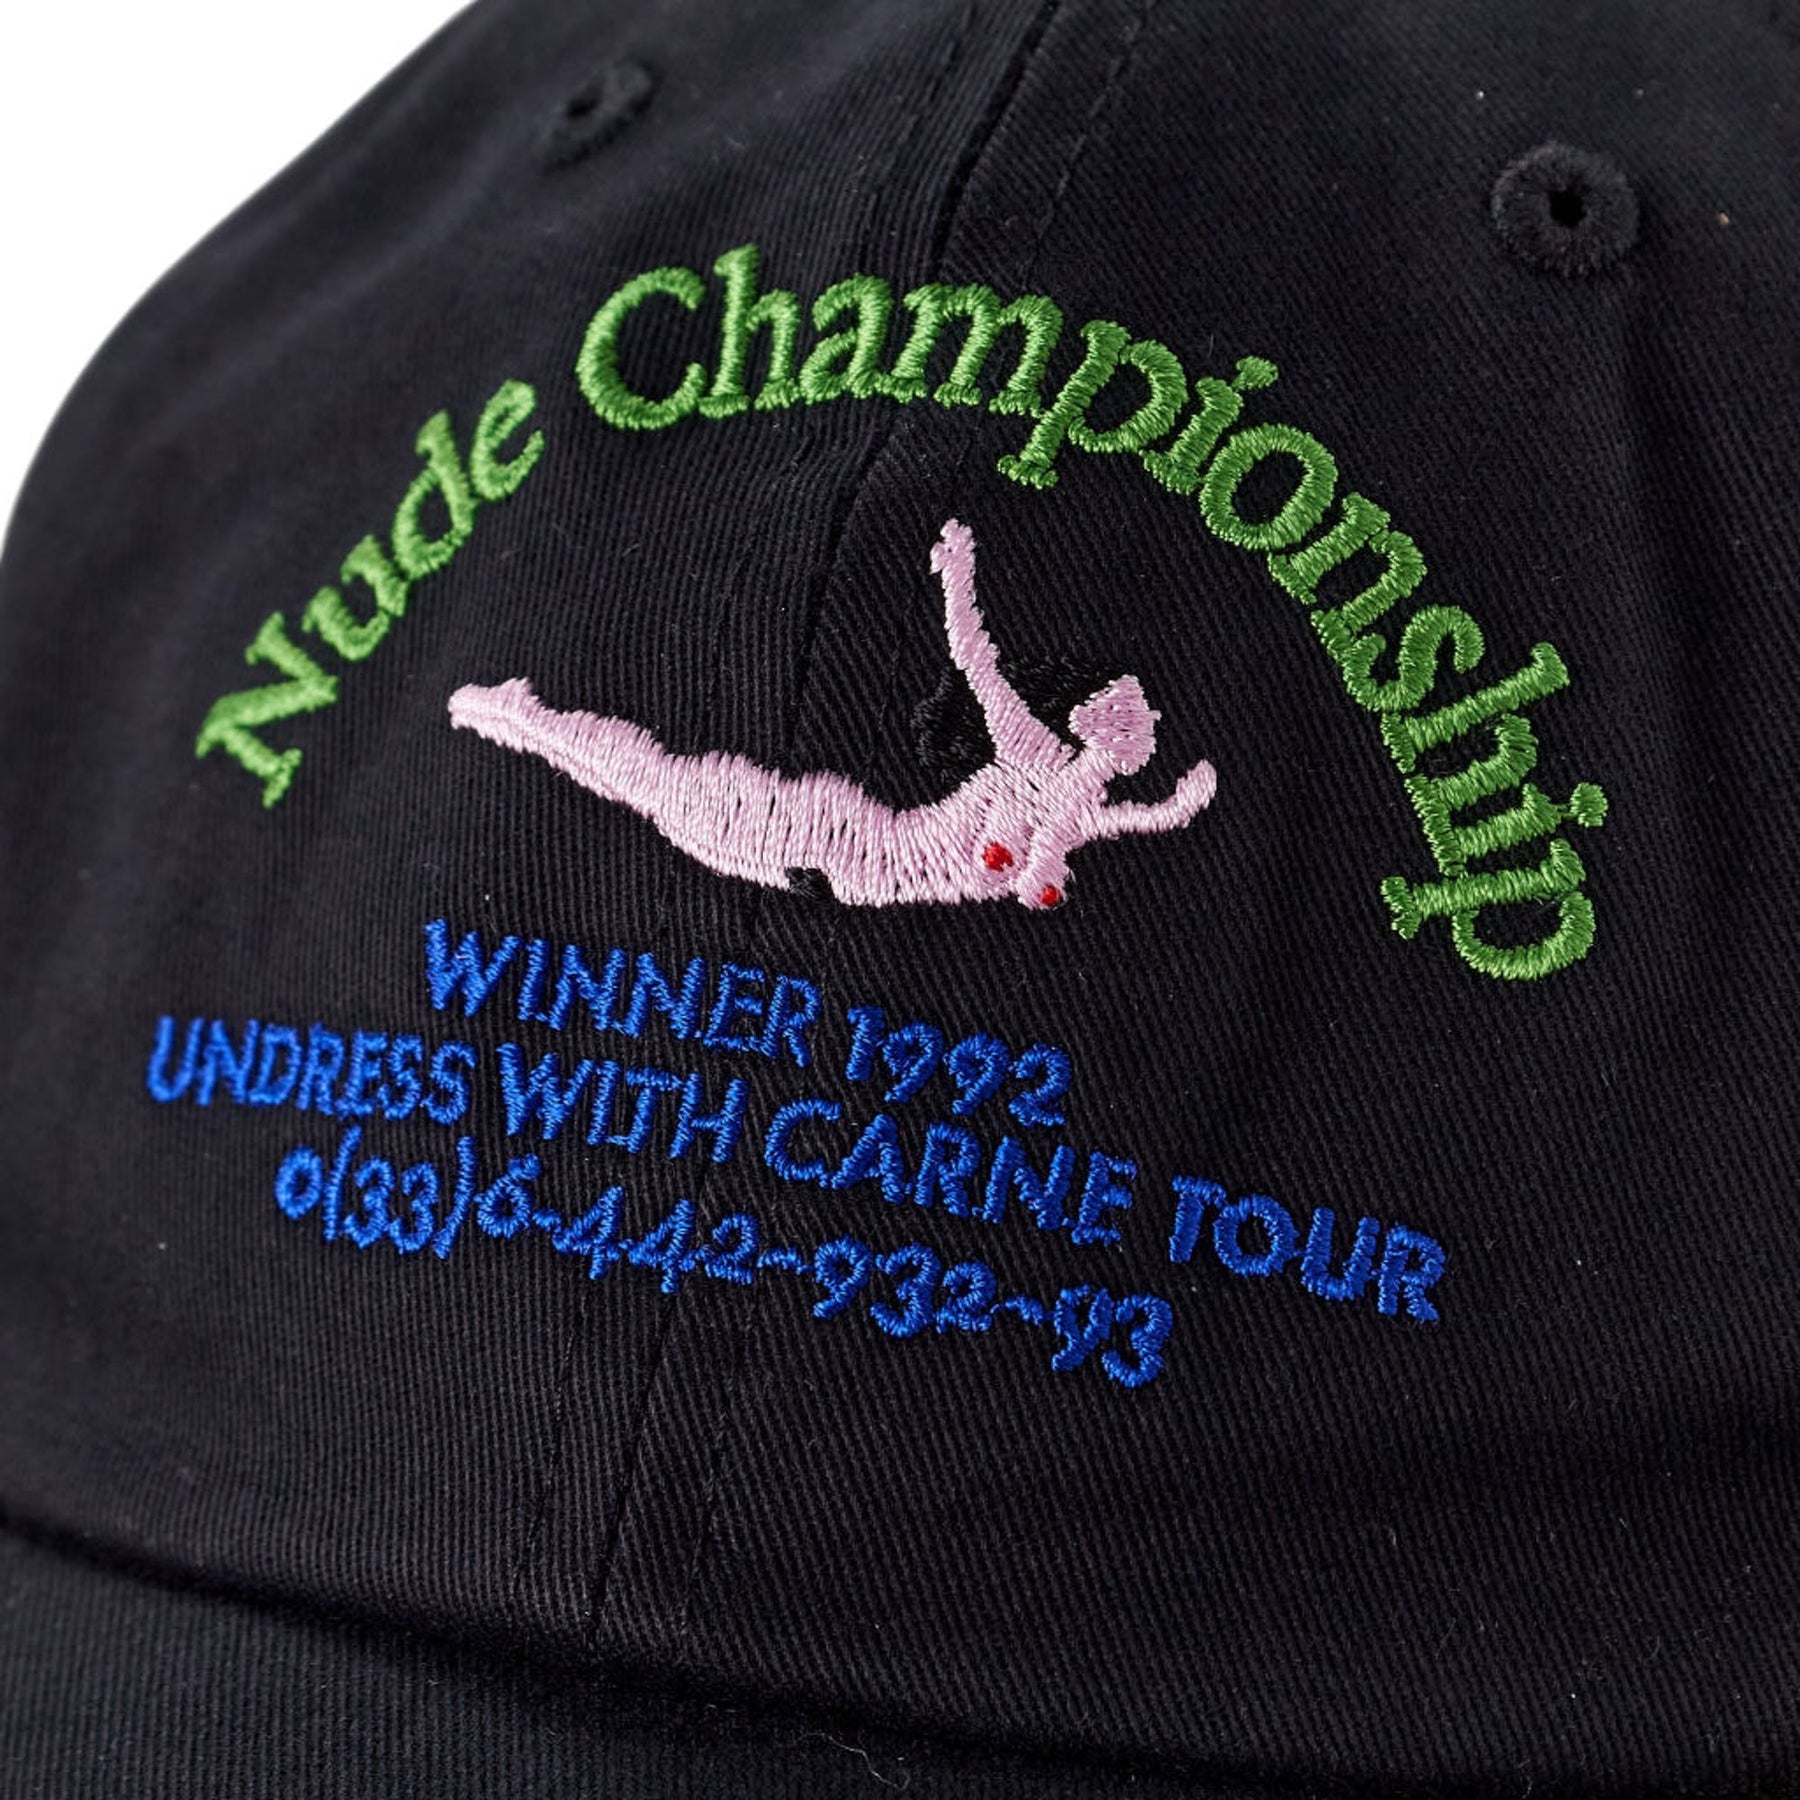 Nude Championship
WINNER 1992
UNDRESS WITH CARNE TOUR
0(33)6-442-932-93